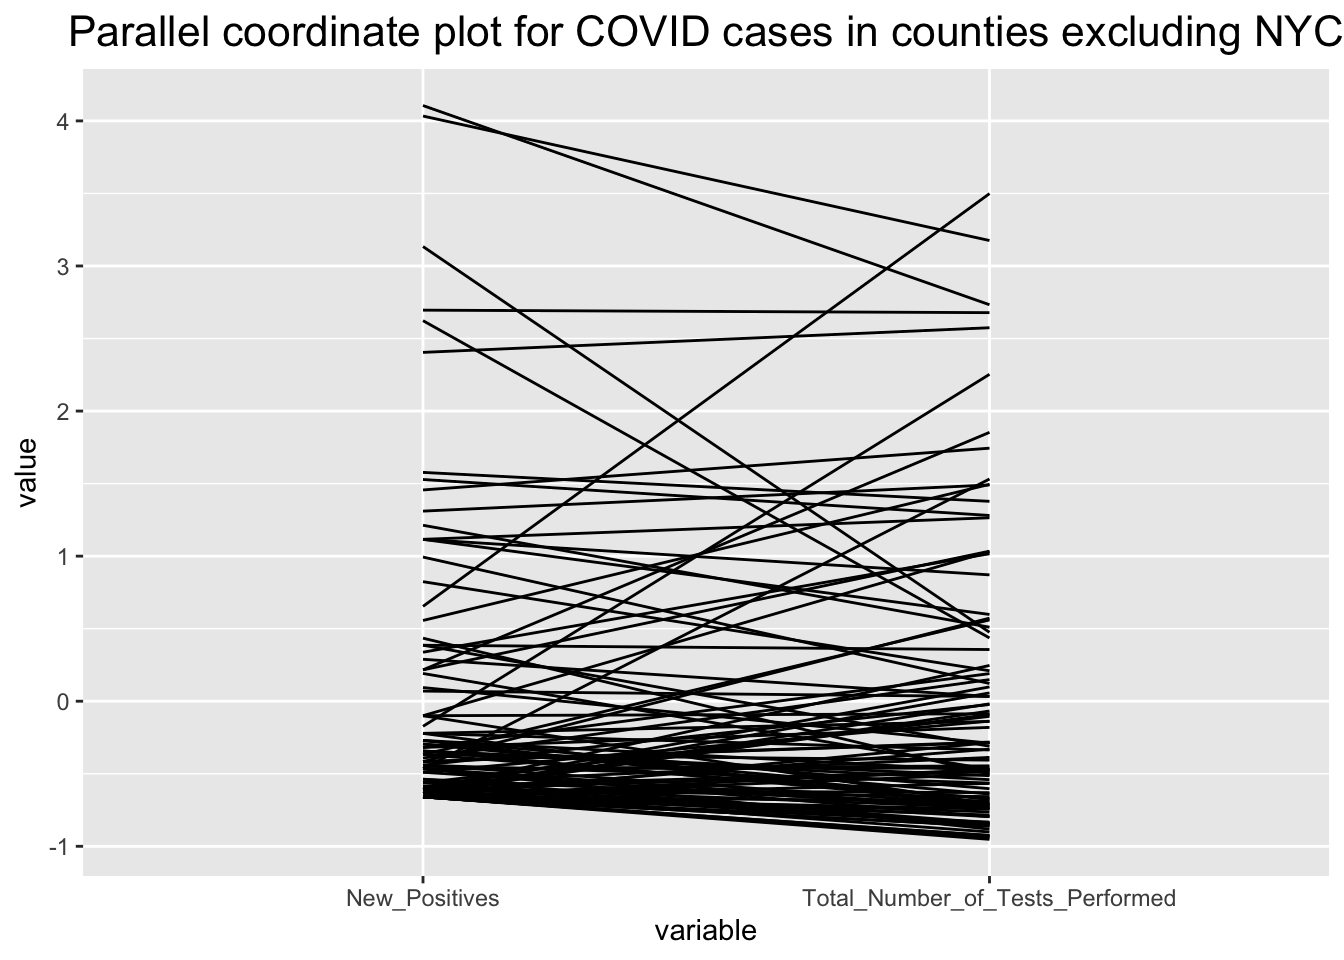 Parallel coordinate plot for COVID cases in counties excluding NYC
4
3
2
1
0
-1
value
New_Positives
Total_Number_of_Tests_Performed
variable